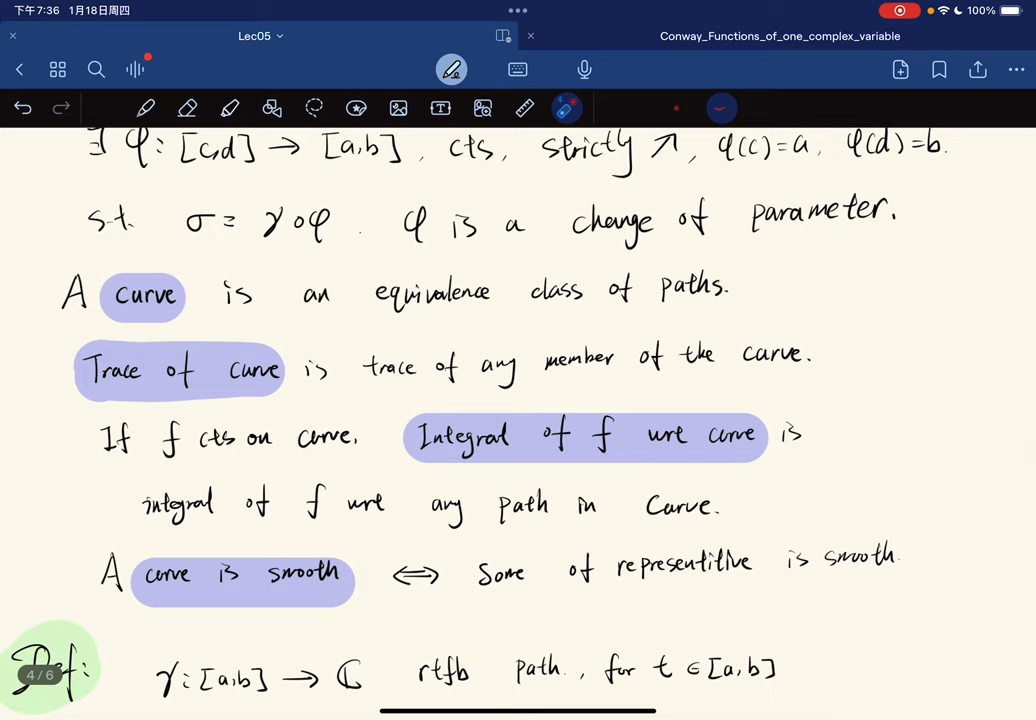 下午7:36 1月18日周四
100%
Lec05
Conway_Functions_of_one_complex_variable
∃ φ: [c,d] → [a,b], cts, strictly ↗, φ(c)=a, φ(d)=b.
s.t. σ = γ∘φ. φ is a change of parameter.
A curve is an equivalence class of paths.
Trace of curve is trace of any member of the curve.
If f cts on curve. Integral of f wrt curve is
integral of f wrt any path in curve.
A curve is smooth ⟺ Some of representitive is smooth.
Def: γ: [a,b] → ℂ rtfb path., for t ∈ [a,b]
4/6